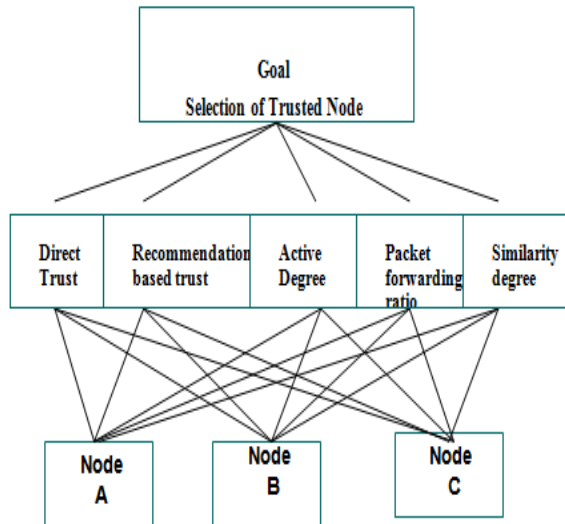 Goal
Selection of Trusted Node
Direct
Trust
Recommendation
based trust
Active
Degree
Packet
forwarding
ratio
Similarity
degree
Node
A
Node
B
Node
C